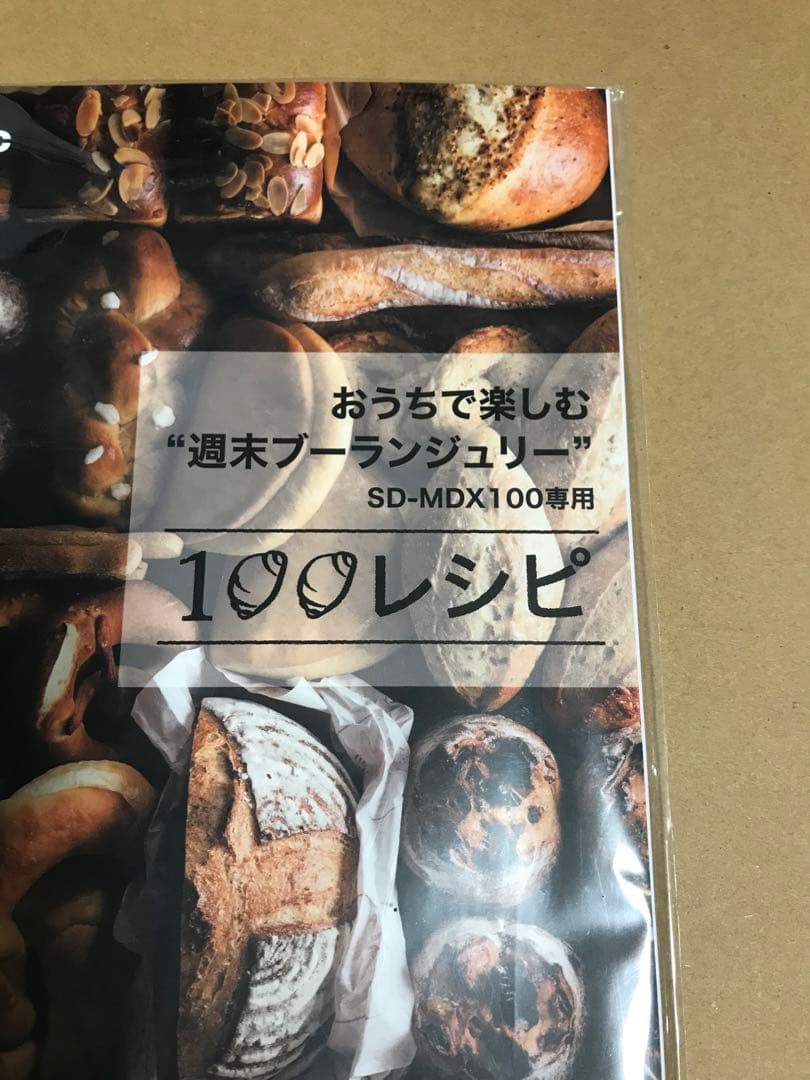 c
おうちで楽しむ
“週末ブーランジュリー”
SD-MDX100専用
100レシピ